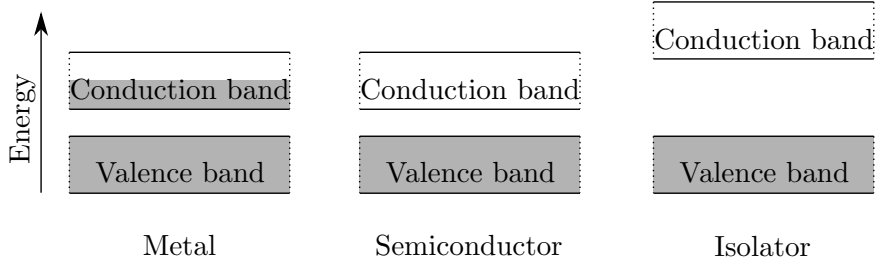 Energy
Conduction band
Valence band
Metal
Conduction band
Valence band
Semiconductor
Conduction band
Valence band
Isolator